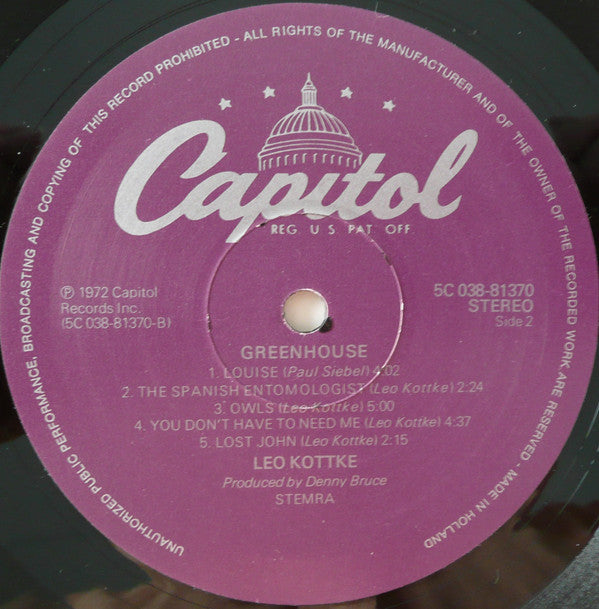 UNAUTHORIZED PUBLIC PERFORMANCE, BROADCASTING AND COPYING OF THIS RECORD PROHIBITED - ALL RIGHTS OF THE MANUFACTURER AND OF THE OWNER OF THE RECORDED WORK ARE RESERVED - MADE IN HOLLAND
Capitol
REG U S PAT OFF
℗ 1972 Capitol
Records Inc.
(5C 038-81370-B)
5C 038-81370
STEREO
Side 2
GREENHOUSE
1. LOUISE (Paul Siebel) 4:02
2. THE SPANISH ENTOMOLOGIST (Leo Kottke) 2:24
3. OWLS (Leo Kottke) 5:00
4. YOU DON'T HAVE TO NEED ME (Leo Kottke) 4:37
5. LOST JOHN (Leo Kottke) 2:15
LEO KOTTKE
Produced by Denny Bruce
STEMRA